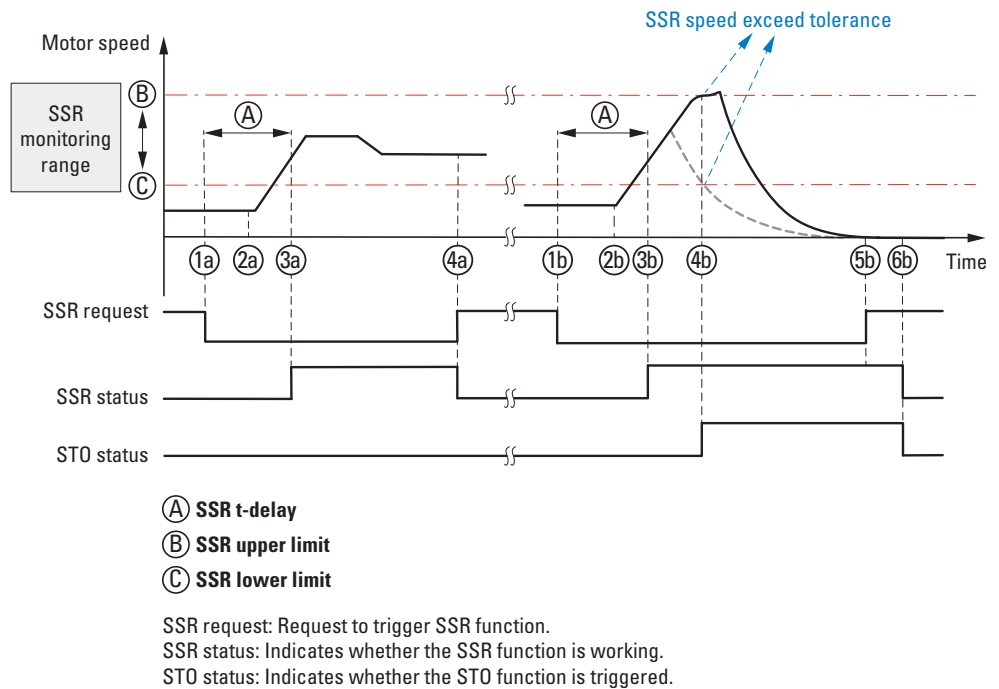 SSR speed exceed tolerance
Motor speed
SSR
monitoring
range
B
C
A
A
1a
2a
3a
4a
1b
2b
3b
4b
5b
6b
Time
SSR request
SSR status
STO status
A SSR t-delay
B SSR upper limit
C SSR lower limit
SSR request: Request to trigger SSR function.
SSR status: Indicates whether the SSR function is working.
STO status: Indicates whether the STO function is triggered.